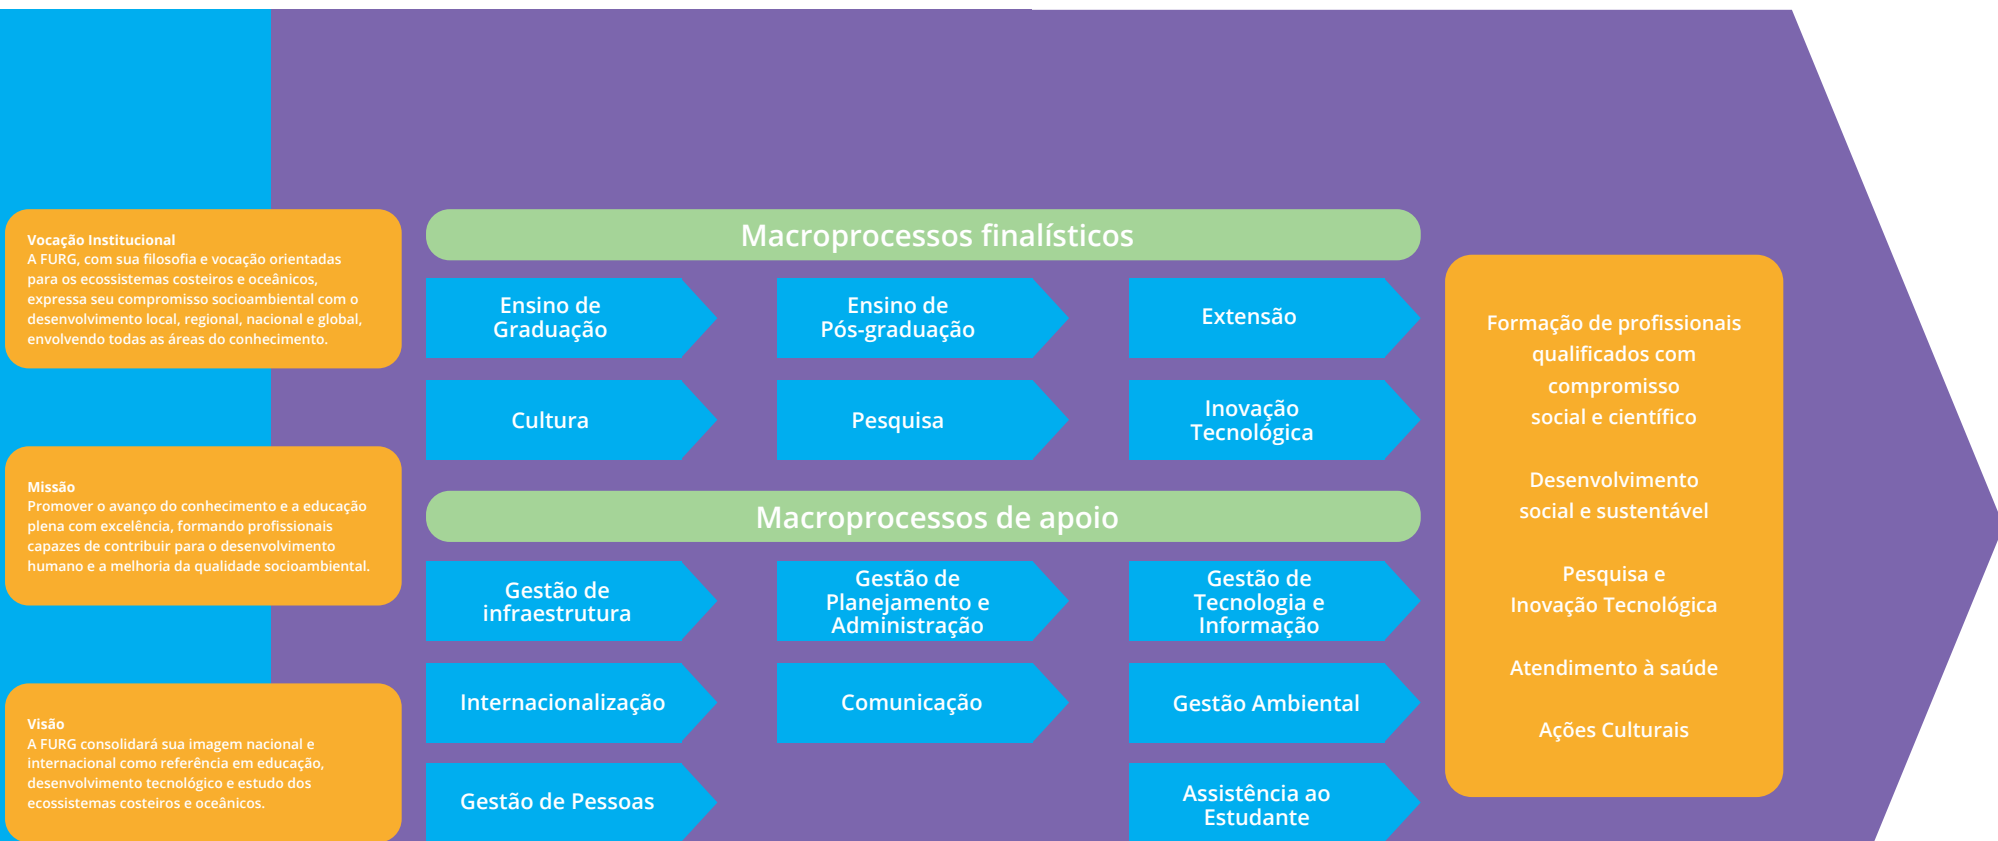 Vocação Institucional
A FURG, com sua filosofia e vocação orientadas
para os ecossistemas costeiros e oceânicos,
expressa seu compromisso socioambiental com o
desenvolvimento local, regional, nacional e global,
envolvendo todas as áreas do conhecimento.
Missão
Promover o avanço do conhecimento e a educação
plena com excelência, formando profissionais
capazes de contribuir para o desenvolvimento
humano e a melhoria da qualidade socioambiental.
Visão
A FURG consolidará sua imagem nacional e
internacional como referência em educação,
desenvolvimento tecnológico e estudo dos
ecossistemas costeiros e oceânicos.
Macroprocessos finalísticos
Ensino de
Graduação
Ensino de
Pós-graduação
Extensão
Cultura
Pesquisa
Inovação
Tecnológica
Macroprocessos de apoio
Gestão de
infraestrutura
Gestão de
Planejamento e
Administração
Gestão de
Tecnologia e
Informação
Internacionalização
Comunicação
Gestão Ambiental
Gestão de Pessoas
Assistência ao
Estudante
Formação de profissionais
qualificados com
compromisso
social e científico
Desenvolvimento
social e sustentável
Pesquisa e
Inovação Tecnológica
Atendimento à saúde
Ações Culturais